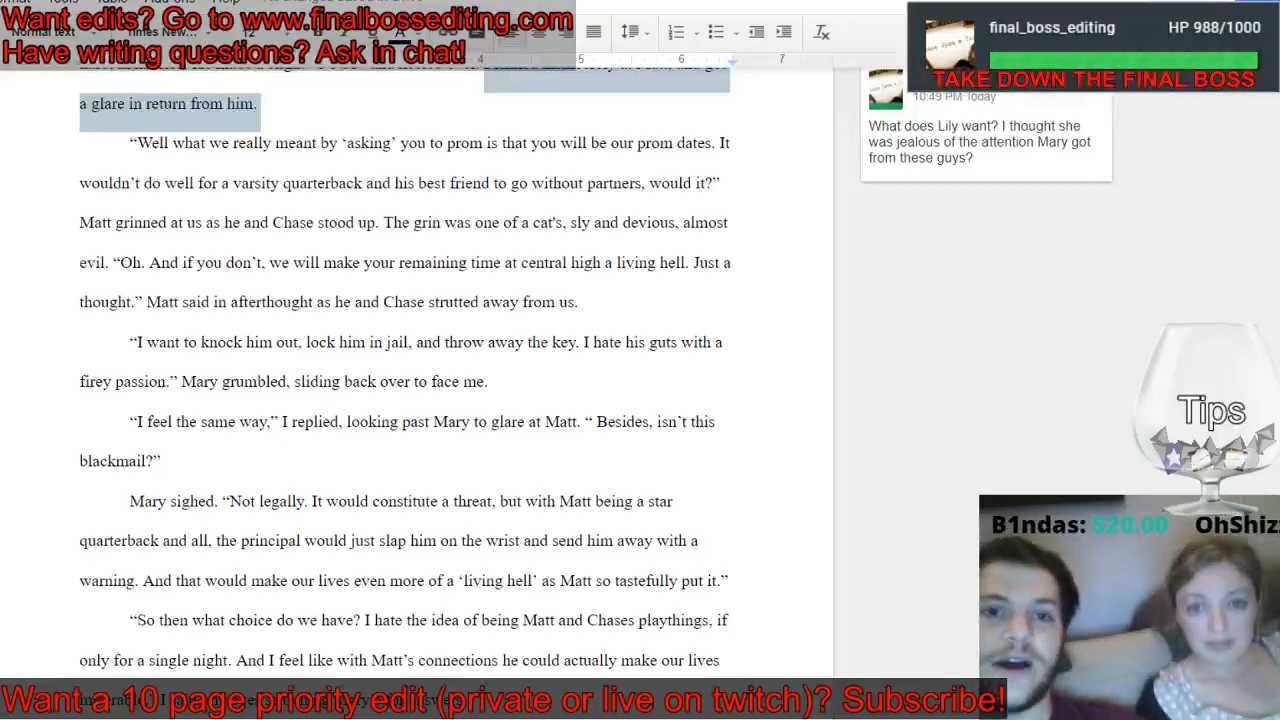 Want edits? Go to www.finalbossediting.com
Have writing questions? Ask in chat!
Normal text
Times New...
12
4
5
6
7
final_boss_editing HP 988/1000
TAKE DOWN THE FINAL BOSS
10:49 PM Today
What does Lily want? I thought she
was jealous of the attention Mary got
from these guys?
a glare in return from him.
“Well what we really meant by ‘asking’ you to prom is that you will be our prom dates. It
wouldn’t do well for a varsity quarterback and his best friend to go without partners, would it?”
Matt grinned at us as he and Chase stood up. The grin was one of a cat's, sly and devious, almost
evil. “Oh. And if you don’t, we will make your remaining time at central high a living hell. Just a
thought.” Matt said in afterthought as he and Chase strutted away from us.
“I want to knock him out, lock him in jail, and throw away the key. I hate his guts with a
firey passion.” Mary grumbled, sliding back over to face me.
“I feel the same way,” I replied, looking past Mary to glare at Matt. “ Besides, isn’t this
blackmail?”
Mary sighed. “Not legally. It would constitute a threat, but with Matt being a star
quarterback and all, the principal would just slap him on the wrist and send him away with a
warning. And that would make our lives even more of a ‘living hell’ as Matt so tastefully put it.”
“So then what choice do we have? I hate the idea of being Matt and Chases playthings, if
only for a single night. And I feel like with Matt’s connections he could actually make our lives
Tips
B1ndas: $20.00 OhShiz
Want a 10 page priority edit (private or live on twitch)? Subscribe!